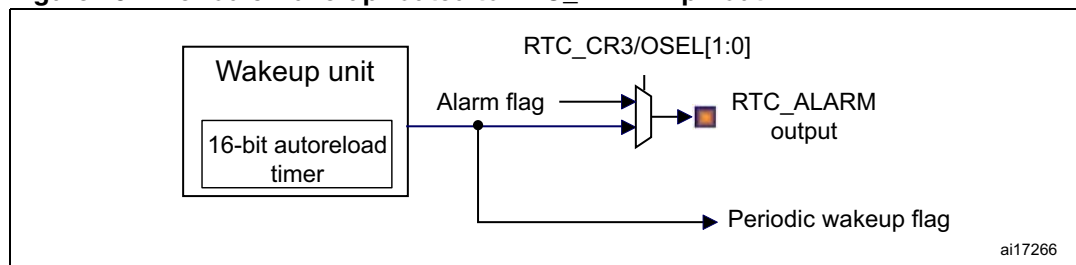 RTC_CR3/OSEL[1:0]
Wakeup unit
Alarm flag
RTC_ALARM
output
16-bit autoreload
timer
Periodic wakeup flag
ai17266